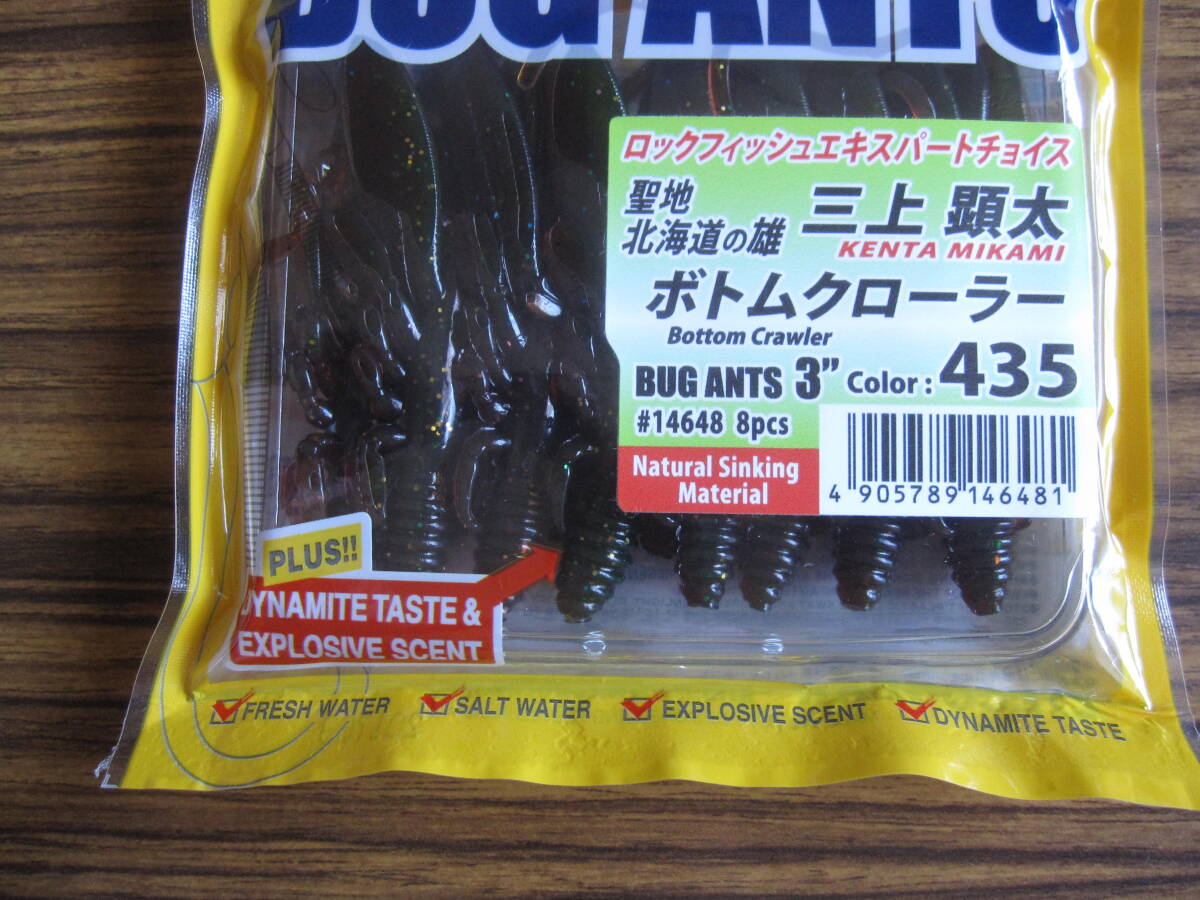 BUG ANTS
ロックフィッシュエキスパートチョイス
聖地
北海道の雄
三上 顕太
KENTA MIKAMI
ボトムクローラー
Bottom Crawler
BUG ANTS 3” Color : 435
#14648 8pcs
Natural Sinking
Material
4 905789 146481
PLUS!!
DYNAMITE TASTE &
EXPLOSIVE SCENT
FRESH WATER
SALT WATER
EXPLOSIVE SCENT
DYNAMITE TASTE